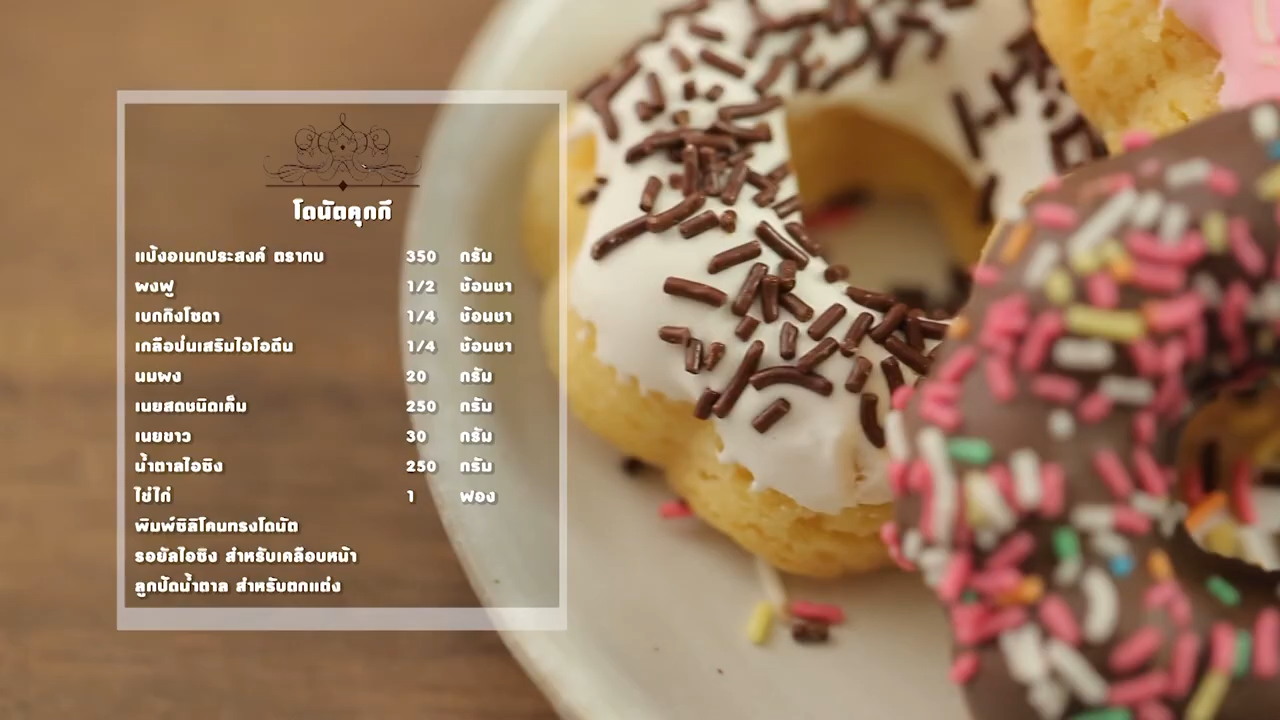 โดนัตคุกกี
แป้งอเนกประสงค์ ตรากบ 350 กรัม
ผงฟู 1/2 ช้อนชา
เบกกิงโซดา 1/4 ช้อนชา
เกลือป่นเสริมไอโอดีน 1/4 ช้อนชา
นมผง 20 กรัม
เนยสดชนิดเค็ม 250 กรัม
เนยขาว 30 กรัม
น้ำตาลไอซิง 250 กรัม
ไข่ไก่ 1 ฟอง
พิมพ์ซิลิโคนทรงโดนัต
รอยัลไอซิง สำหรับเคลือบหน้า
ลูกปัดน้ำตาล สำหรับตกแต่ง